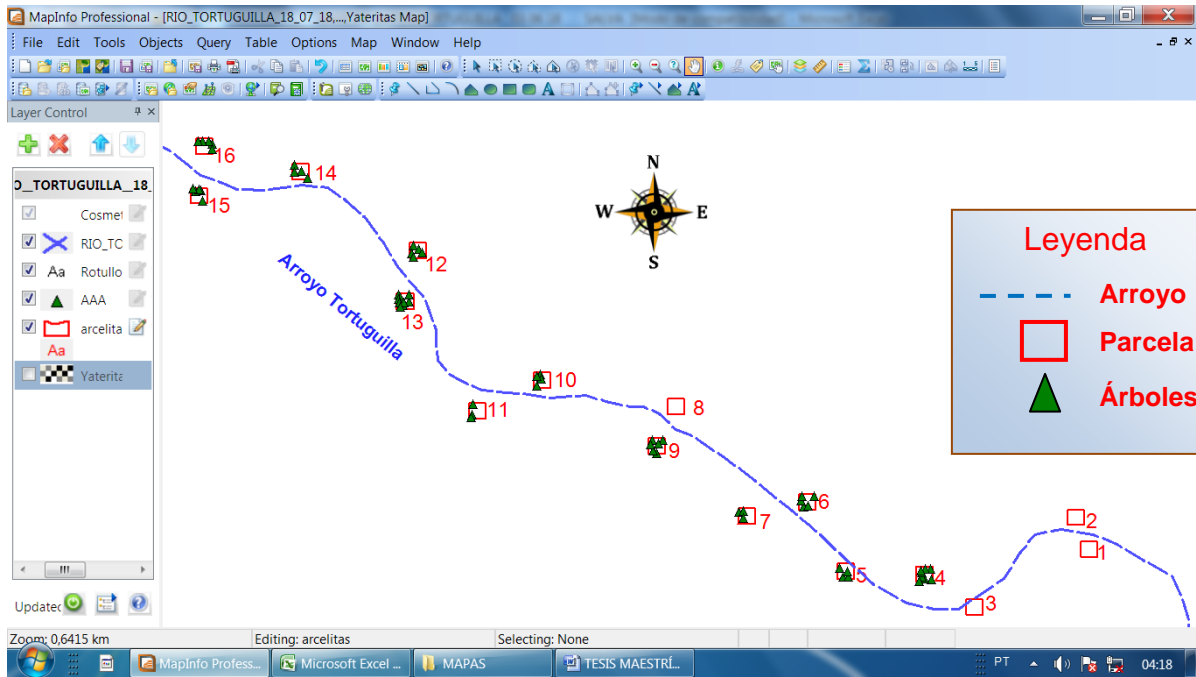 MapInfo Professional - [RIO_TORTUGUILLA_18_07_18,...,Yateritas Map]
File Edit Tools Objects Query Table Options Map Window Help
Layer Control
O_TORTUGUILLA_18_
Cosmet
RIO_TC
Aa Rotullo
AAA
arcelita
Aa
Yaterita
Updated
16
14
15
N
W E
S
12
Arroyo Tortuguilla
13
Leyenda
Arroyo
Parcela
Árboles
10
11
8
9
6
7
2
1
5
4
3
Zoom: 0,6415 km Editing: arcelitas Selecting: None
MapInfo Profess... Microsoft Excel ... MAPAS TESIS MAESTRÍ... PT 04:18